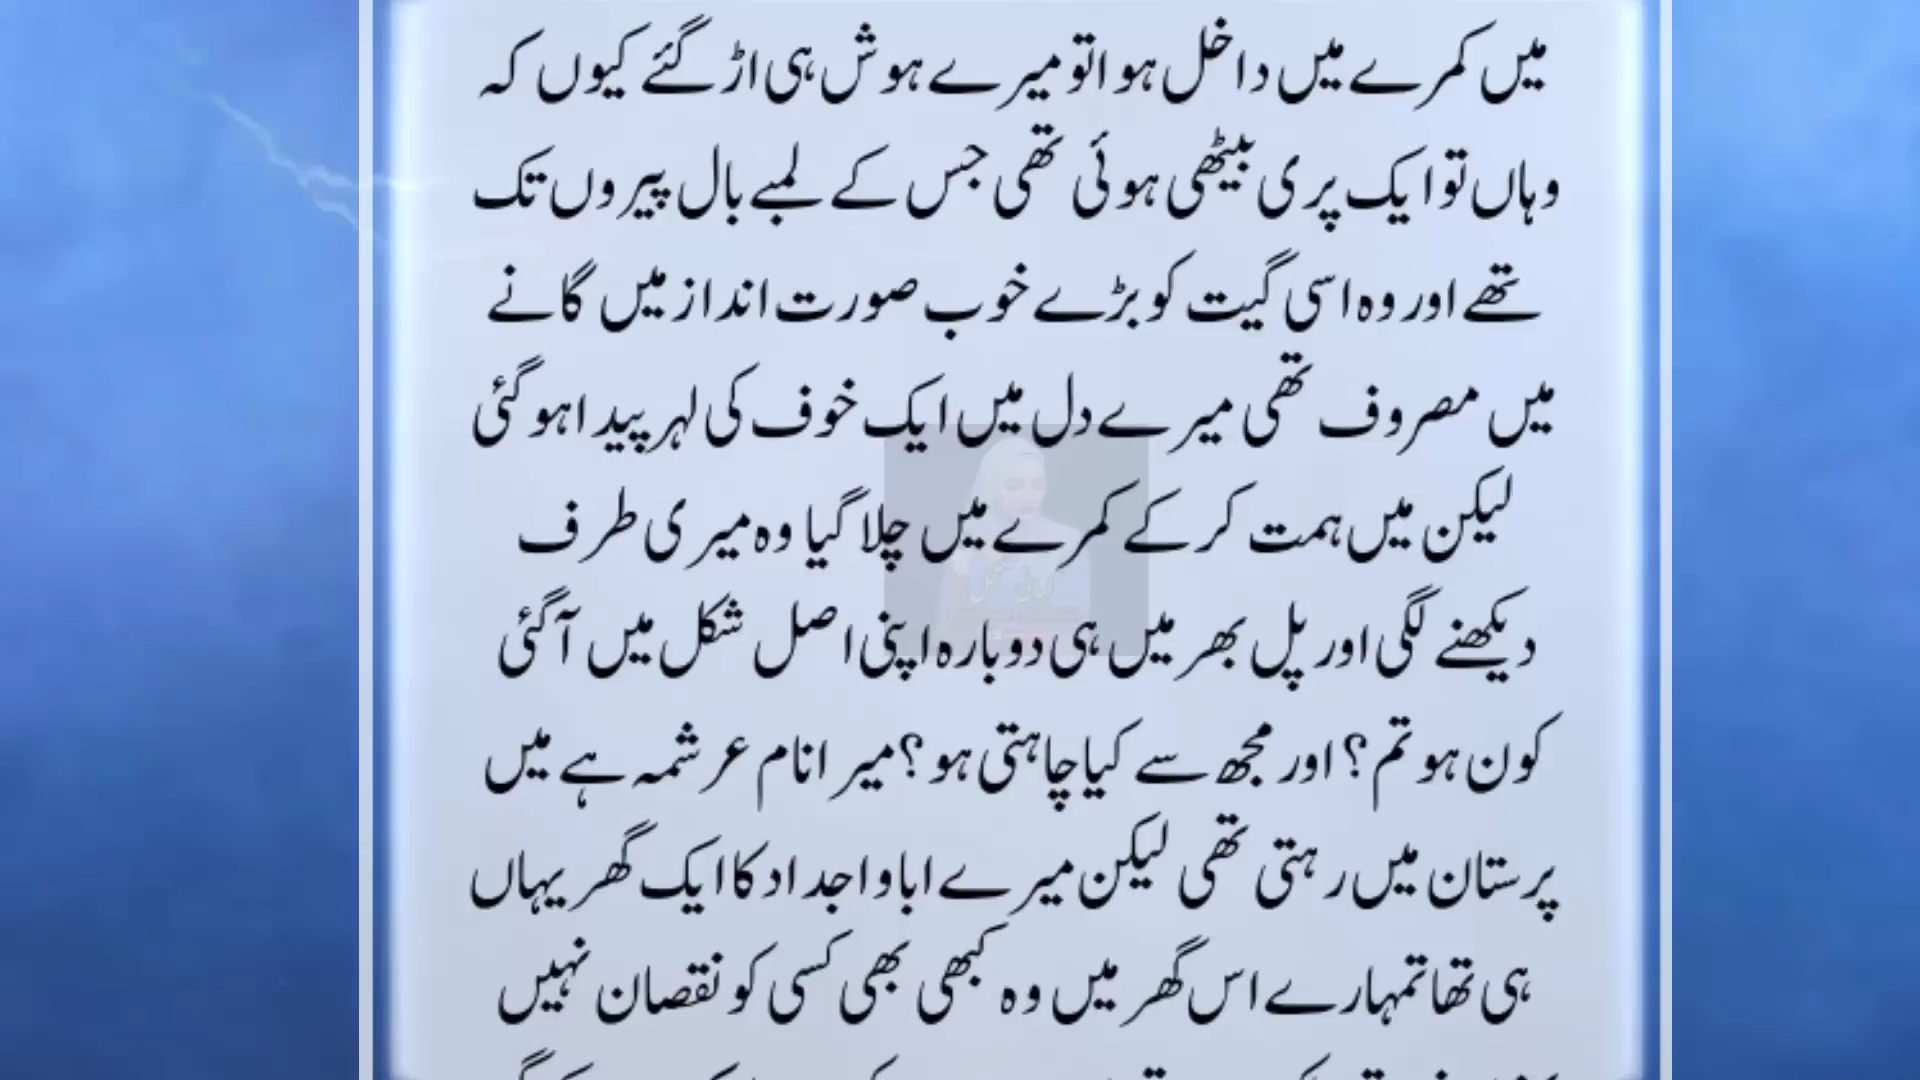 میں کمرے میں داخل ہوا تو میرے ہوش ہی اڑ گئے کیوں کہ
وہاں تو ایک پری بیٹھی ہوئی تھی جس کے لمبے بال پیروں تک
تھے اور وہ اسی گیت کو بڑے خوب صورت انداز میں گانے
میں مصروف تھی میرے دل میں ایک خوف کی لہر پیدا ہو گئی
لیکن میں ہمت کر کے کمرے میں چلا گیا وہ میری طرف
دیکھنے لگی اور پل بھر میں ہی دوبارہ اپنی اصل شکل میں آ گئی
کون ہو تم؟ اور مجھ سے کیا چاہتی ہو؟ میرا نام عرشمہ ہے میں
پرستان میں رہتی تھی لیکن میرے اباو اجداد کا ایک گھر یہاں
ہی تھا تمہارے اس گھر میں وہ کبھی بھی کسی کو نقصان نہیں